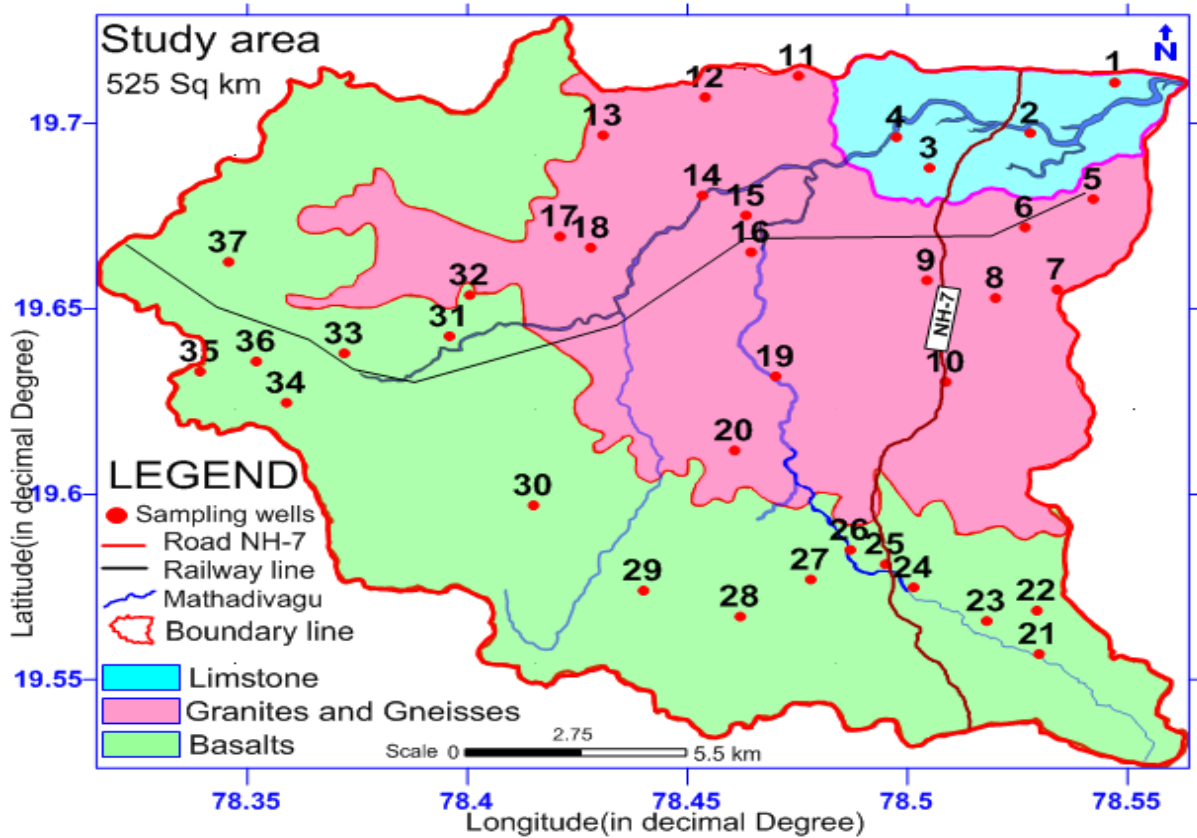 Study area
525 Sq km
N
1
2
3
4
5
6
7
8
9
10
11
12
13
14
15
16
17
18
19
20
21
22
23
24
25
26
27
28
29
30
31
32
33
34
35
36
37
NH-7
LEGEND
Sampling wells
Road NH-7
Railway line
Mathadivagu
Boundary line
Limstone
Granites and Gneisses
Basalts
Scale 0 2.75 5.5 km
19.7
19.65
19.6
19.55
Latitude(in decimal Degree)
78.35 78.4 78.45 78.5 78.55
Longitude(in decimal Degree)